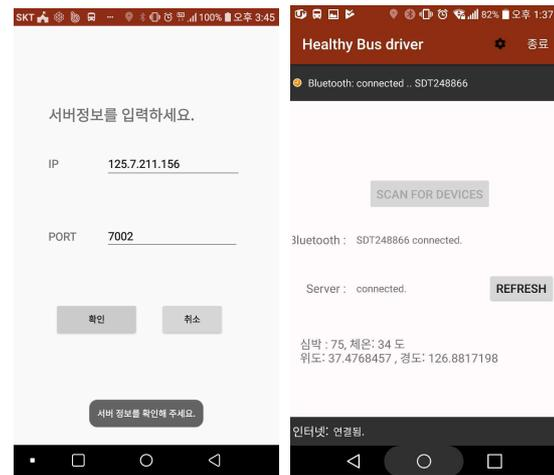 SKT 100% 오후 3:45
서버정보를 입력하세요.
IP 125.7.211.156
PORT 7002
확인 취소
서버 정보를 확인해 주세요.
82% 오후 1:37
Healthy Bus driver 종료
Bluetooth: connected .. SDT248866
SCAN FOR DEVICES
Bluetooth : SDT248866 connected.
Server : connected. REFRESH
심박 : 75, 체온: 34 도
위도: 37.4768457 , 경도: 126.8817198
인터넷: 연결됨.